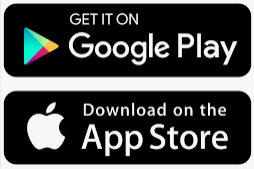 GET IT ON
Google Play
Download on the
App Store